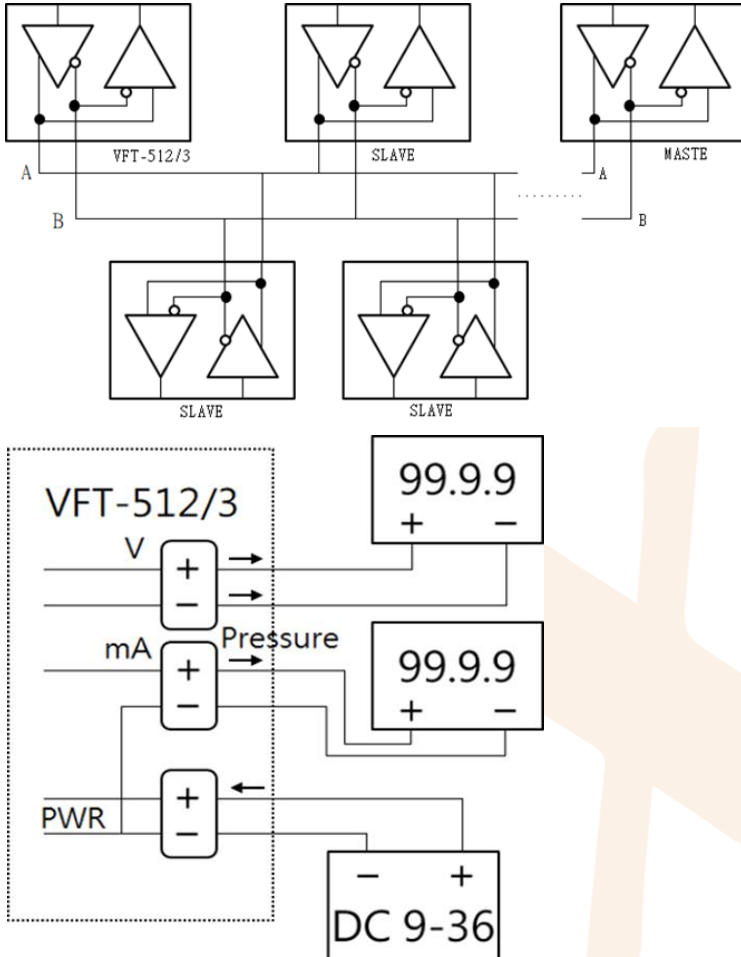 VFT-512/3 SLAVE MASTE
A A
B B
SLAVE SLAVE
VFT-512/3
99.9.9
+ −
V
+
−
mA
Pressure
+
−
99.9.9
+ −
PWR
+
−
− +
DC 9-36